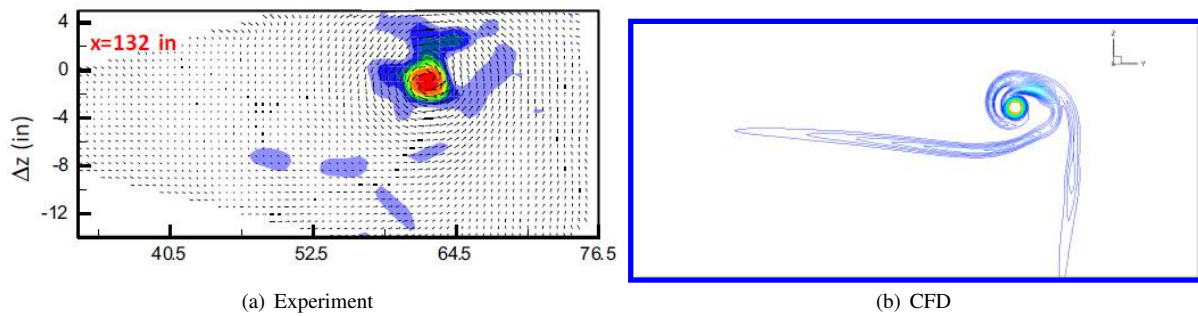 4
x=132 in
0
-4
-8
-12
Δz (in)
40.5 52.5 64.5 76.5
Z
X Y
(a) Experiment (b) CFD